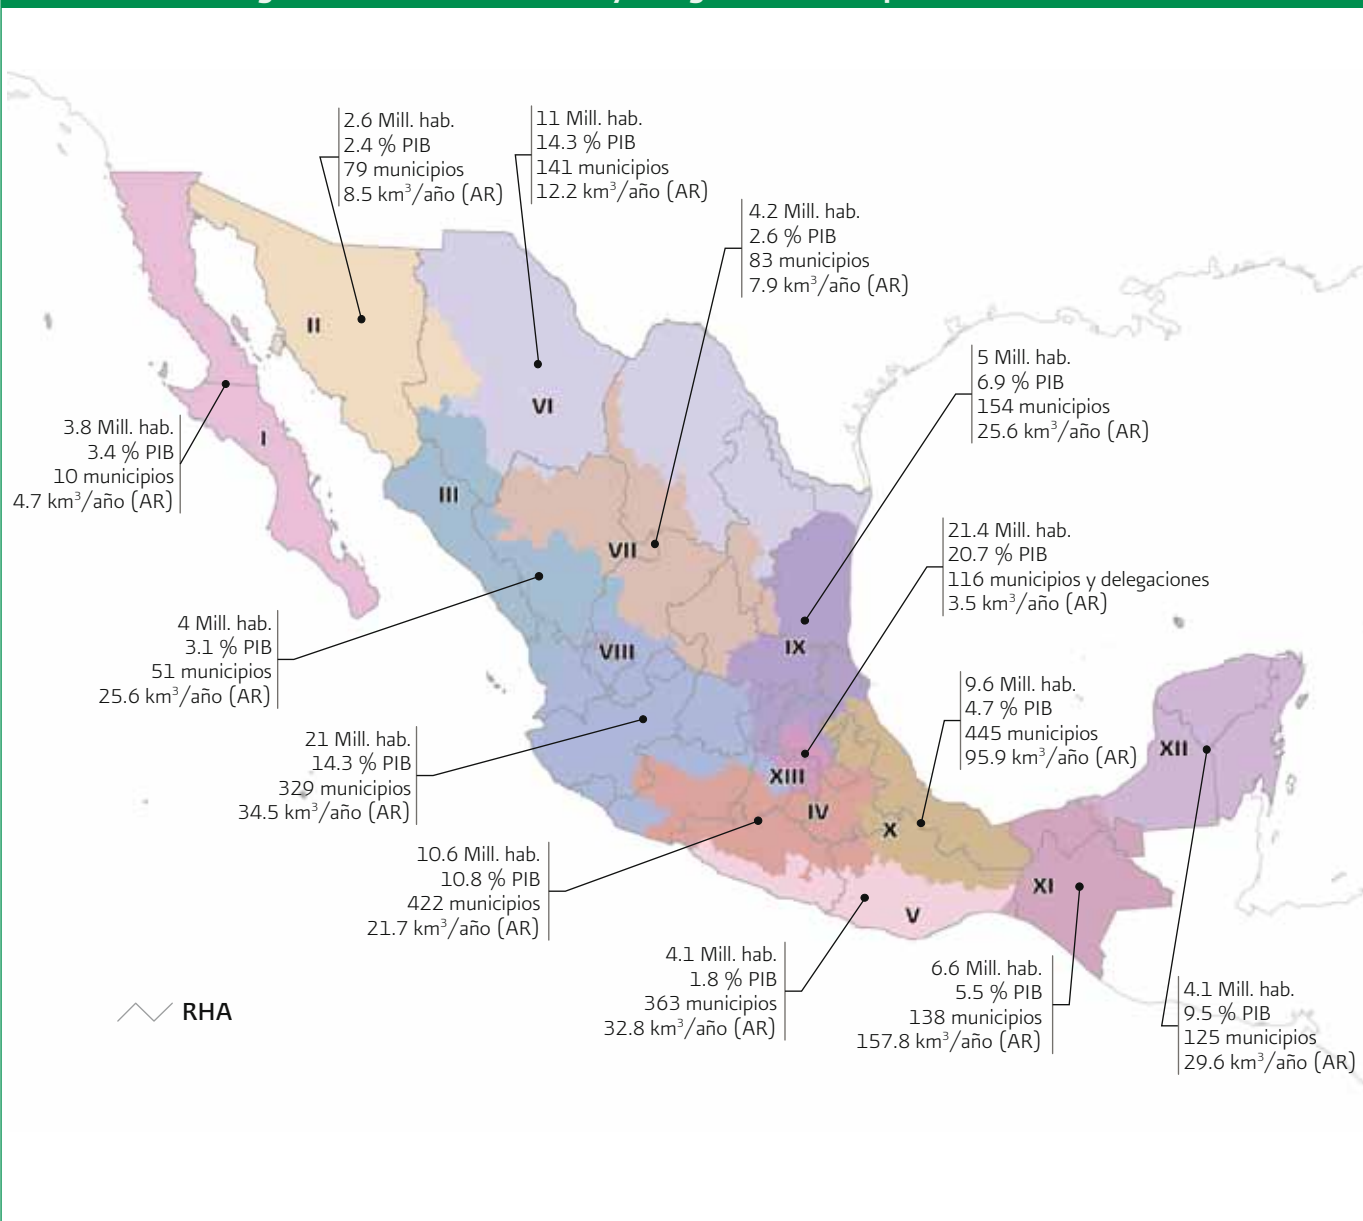 2.6 Mill. hab.
2.4 % PIB
79 municipios
8.5 km³/año (AR)
11 Mill. hab.
14.3 % PIB
141 municipios
12.2 km³/año (AR)
4.2 Mill. hab.
2.6 % PIB
83 municipios
7.9 km³/año (AR)
5 Mill. hab.
6.9 % PIB
154 municipios
25.6 km³/año (AR)
3.8 Mill. hab.
3.4 % PIB
10 municipios
4.7 km³/año (AR)
21.4 Mill. hab.
20.7 % PIB
116 municipios y delegaciones
3.5 km³/año (AR)
4 Mill. hab.
3.1 % PIB
51 municipios
25.6 km³/año (AR)
9.6 Mill. hab.
4.7 % PIB
445 municipios
95.9 km³/año (AR)
21 Mill. hab.
14.3 % PIB
329 municipios
34.5 km³/año (AR)
10.6 Mill. hab.
10.8 % PIB
422 municipios
21.7 km³/año (AR)
4.1 Mill. hab.
1.8 % PIB
363 municipios
32.8 km³/año (AR)
6.6 Mill. hab.
5.5 % PIB
138 municipios
157.8 km³/año (AR)
4.1 Mill. hab.
9.5 % PIB
125 municipios
29.6 km³/año (AR)
I
II
III
IV
V
VI
VII
VIII
IX
X
XI
XII
XIII
RHA